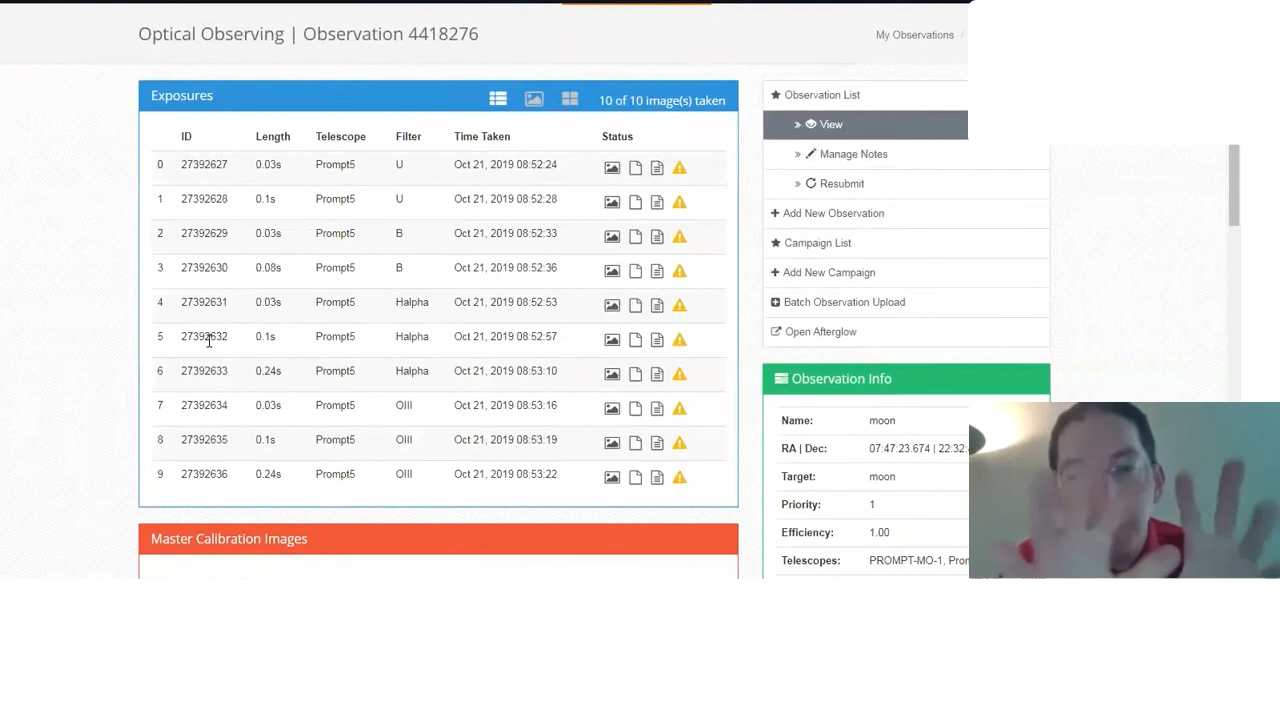 Optical Observing | Observation 4418276
My Observations /
Exposures
10 of 10 image(s) taken
ID Length Telescope Filter Time Taken Status
0 27392627 0.03s Prompt5 U Oct 21, 2019 08:52:24
1 27392628 0.1s Prompt5 U Oct 21, 2019 08:52:28
2 27392629 0.03s Prompt5 B Oct 21, 2019 08:52:33
3 27392630 0.08s Prompt5 B Oct 21, 2019 08:52:36
4 27392631 0.03s Prompt5 Halpha Oct 21, 2019 08:52:53
5 27392632 0.1s Prompt5 Halpha Oct 21, 2019 08:52:57
6 27392633 0.24s Prompt5 Halpha Oct 21, 2019 08:53:10
7 27392634 0.03s Prompt5 OIII Oct 21, 2019 08:53:16
8 27392635 0.1s Prompt5 OIII Oct 21, 2019 08:53:19
9 27392636 0.24s Prompt5 OIII Oct 21, 2019 08:53:22
Master Calibration Images
Observation List
» View
» Manage Notes
» Resubmit
Add New Observation
Campaign List
Add New Campaign
Batch Observation Upload
Open Afterglow
Observation Info
Name: moon
RA | Dec: 07:47:23.674 | 22:32:
Target: moon
Priority: 1
Efficiency: 1.00
Telescopes: PROMPT-MO-1, Pron